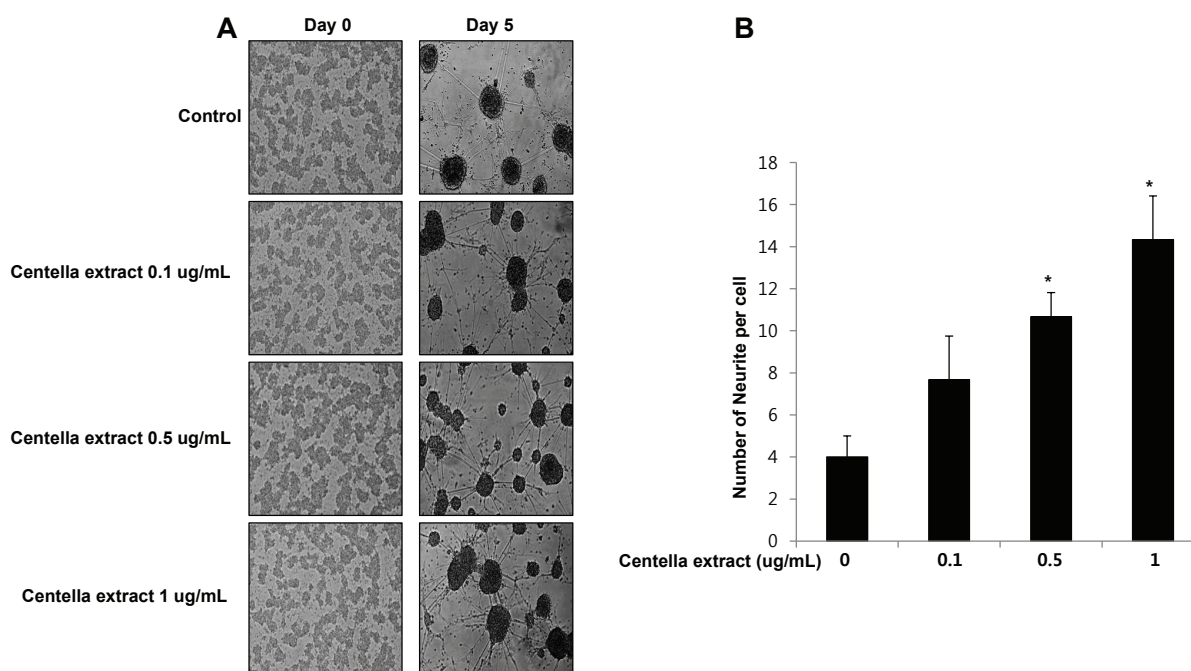 A
Day 0
Day 5
Control
Centella extract 0.1 ug/mL
Centella extract 0.5 ug/mL
Centella extract 1 ug/mL
B
Number of Neurite per cell
18
16
14
12
10
8
6
4
2
0
*
*
Centella extract (ug/mL) 0 0.1 0.5 1